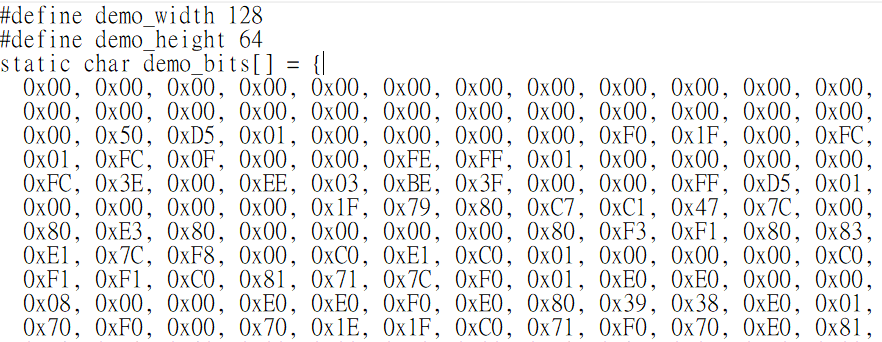 #define demo_width 128
#define demo_height 64
static char demo_bits[] = {
0x00, 0x00, 0x00, 0x00, 0x00, 0x00, 0x00, 0x00, 0x00, 0x00, 0x00, 0x00,
0x00, 0x00, 0x00, 0x00, 0x00, 0x00, 0x00, 0x00, 0x00, 0x00, 0x00, 0x00,
0x00, 0x50, 0xD5, 0x01, 0x00, 0x00, 0x00, 0x00, 0xF0, 0x1F, 0x00, 0xFC,
0x01, 0xFC, 0x0F, 0x00, 0x00, 0xFE, 0xFF, 0x01, 0x00, 0x00, 0x00, 0x00,
0xFC, 0x3E, 0x00, 0xEE, 0x03, 0xBE, 0x3F, 0x00, 0x00, 0xFF, 0xD5, 0x01,
0x00, 0x00, 0x00, 0x00, 0x1F, 0x79, 0x80, 0xC7, 0xC1, 0x47, 0x7C, 0x00,
0x80, 0xE3, 0x80, 0x00, 0x00, 0x00, 0x00, 0x80, 0xF3, 0xF1, 0x80, 0x83,
0xE1, 0x7C, 0xF8, 0x00, 0xC0, 0xE1, 0xC0, 0x01, 0x00, 0x00, 0x00, 0xC0,
0xF1, 0xF1, 0xC0, 0x81, 0x71, 0x7C, 0xF0, 0x01, 0xE0, 0xE0, 0x00, 0x00,
0x08, 0x00, 0x00, 0xE0, 0xE0, 0xF0, 0xE0, 0x80, 0x39, 0x38, 0xE0, 0x01,
0x70, 0xF0, 0x00, 0x70, 0x1E, 0x1F, 0xC0, 0x71, 0xF0, 0x70, 0xE0, 0x81,